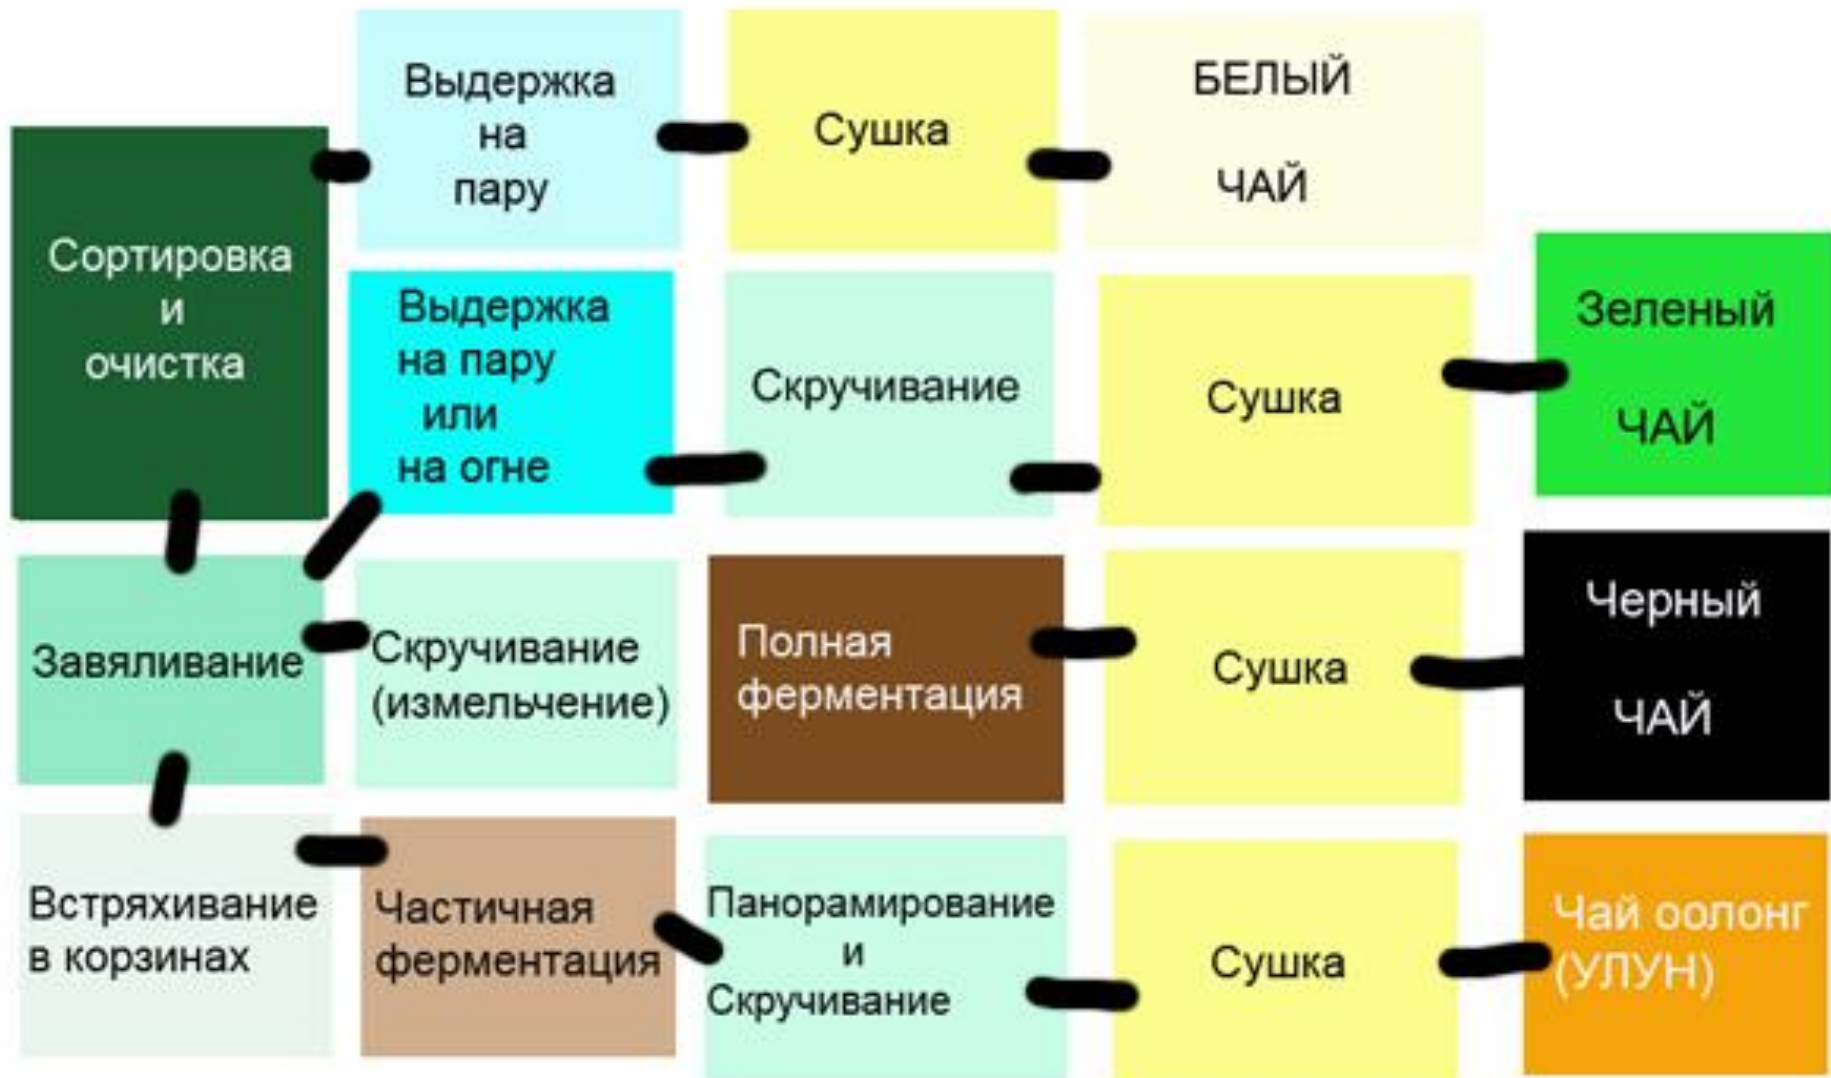 Выдержка
на
пару
Сушка
БЕЛЫЙ
ЧАЙ
Сортировка
и
очистка
Выдержка
на пару
или
на огне
Скручивание
Сушка
Зеленый
ЧАЙ
Завяливание
Скручивание
(измельчение)
Полная
ферментация
Сушка
Черный
ЧАЙ
Встряхивание
в корзинах
Частичная
ферментация
Панорамирование
и
Скручивание
Сушка
Чай оолонг
(УЛУН)